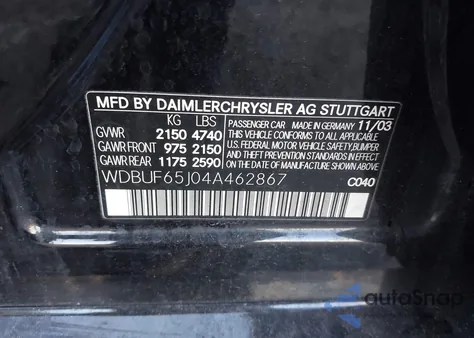 MFD BY DAIMLERCHRYSLER AG STUTTGART
KG LBS
GVWR 2150 4740
GAWR FRONT 975 2150
GAWR REAR 1175 2590
PASSENGER CAR MADE IN GERMANY 11/03
THIS VEHICLE CONFORMS TO ALL APPLICABLE
U.S. FEDERAL MOTOR VEHICLE SAFETY, BUMPER
AND THEFT PREVENTION STANDARDS IN EFFECT
ON THE DATE OF MANUFACTURE SHOWN ABOVE.
WDBUF65J04A462867
C040
autoSnap